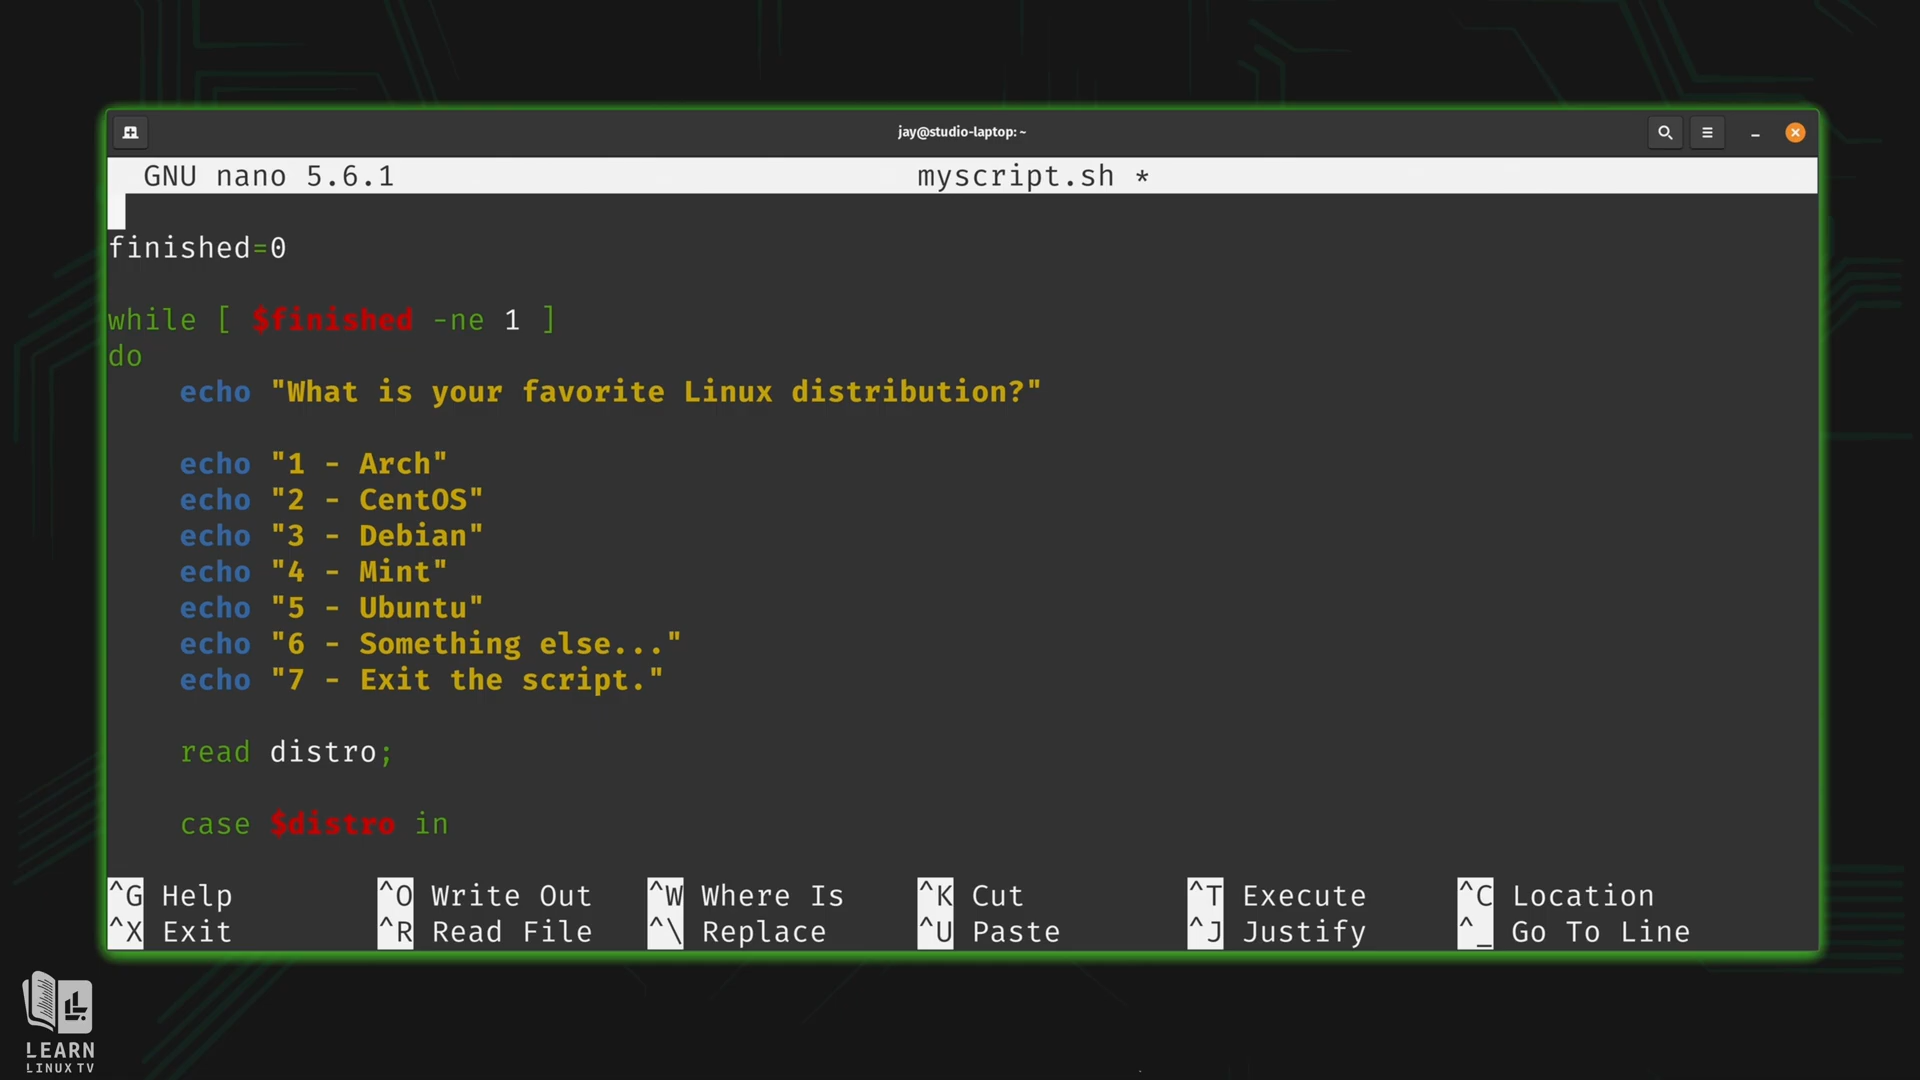 jay@studio-laptop: ~
GNU nano 5.6.1 myscript.sh *
finished=0
while [ $finished -ne 1 ]
do
echo "What is your favorite Linux distribution?"
echo "1 - Arch"
echo "2 - CentOS"
echo "3 - Debian"
echo "4 - Mint"
echo "5 - Ubuntu"
echo "6 - Something else..."
echo "7 - Exit the script."
read distro;
case $distro in
^G Help ^O Write Out ^W Where Is ^K Cut ^T Execute ^C Location
^X Exit ^R Read File ^\ Replace ^U Paste ^J Justify ^_ Go To Line
LEARN
LINUX TV